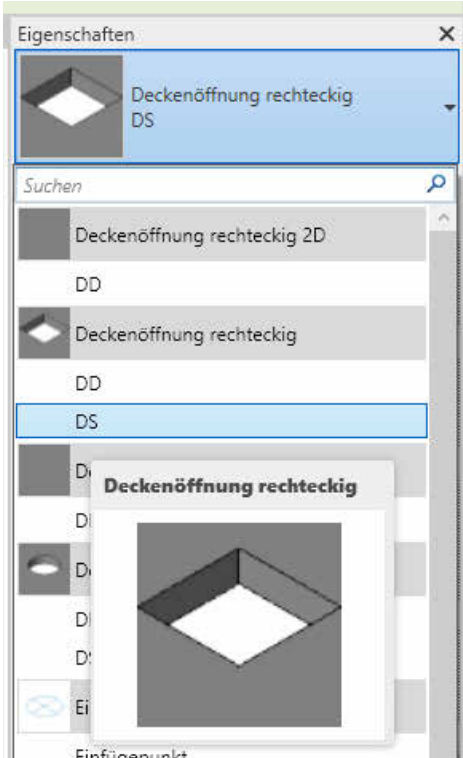 Eigenschaften
Deckenöffnung rechteckig
DS
Suchen
Deckenöffnung rechteckig 2D
DD
Deckenöffnung rechteckig
DD
DS
Deckenöffnung rechteckig
Einfügepunkt